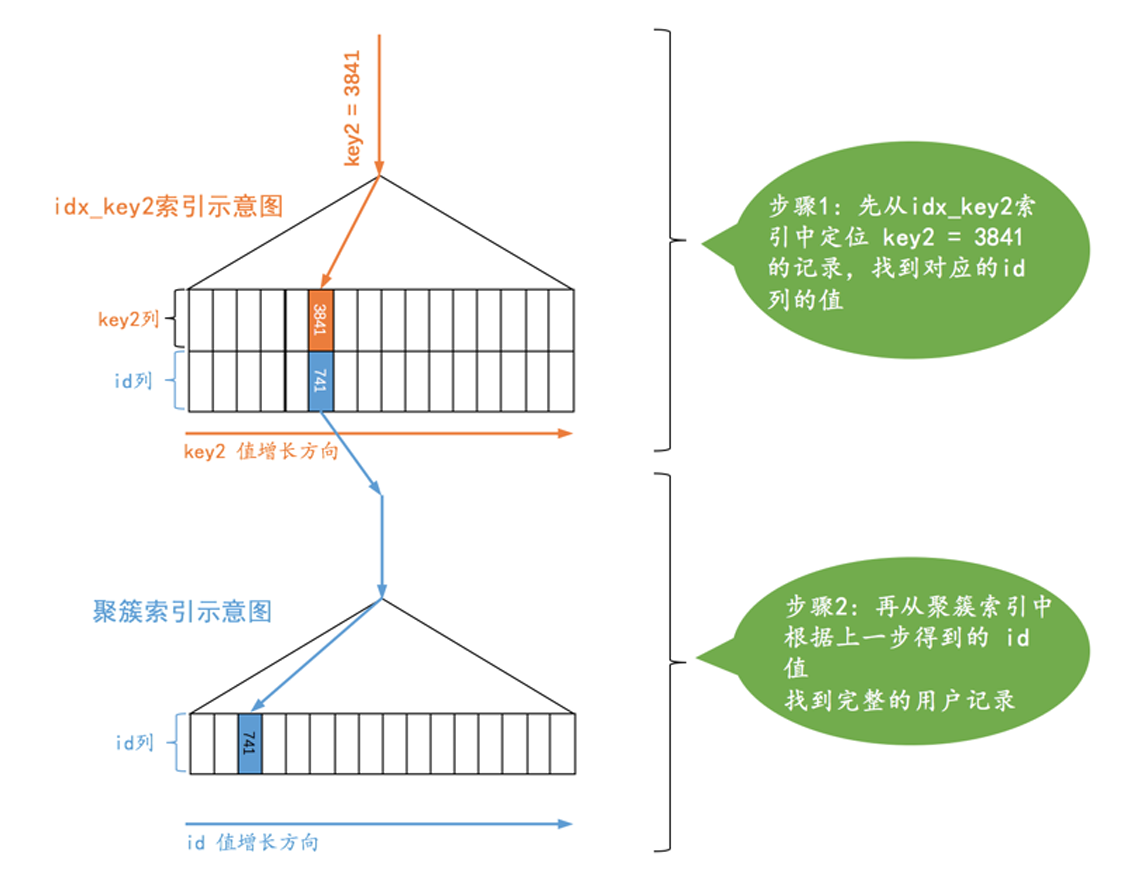 key2 = 3841
idx_key2索引示意图
步骤1: 先从idx_key2索
引中定位 key2 = 3841
的记录, 找到对应的id
列的值
key2列
3841
id列
741
key2 值增长方向
聚簇索引示意图
步骤2: 再从聚簇索引中
根据上一步得到的 id
值
找到完整的用户记录
id列
741
id 值增长方向